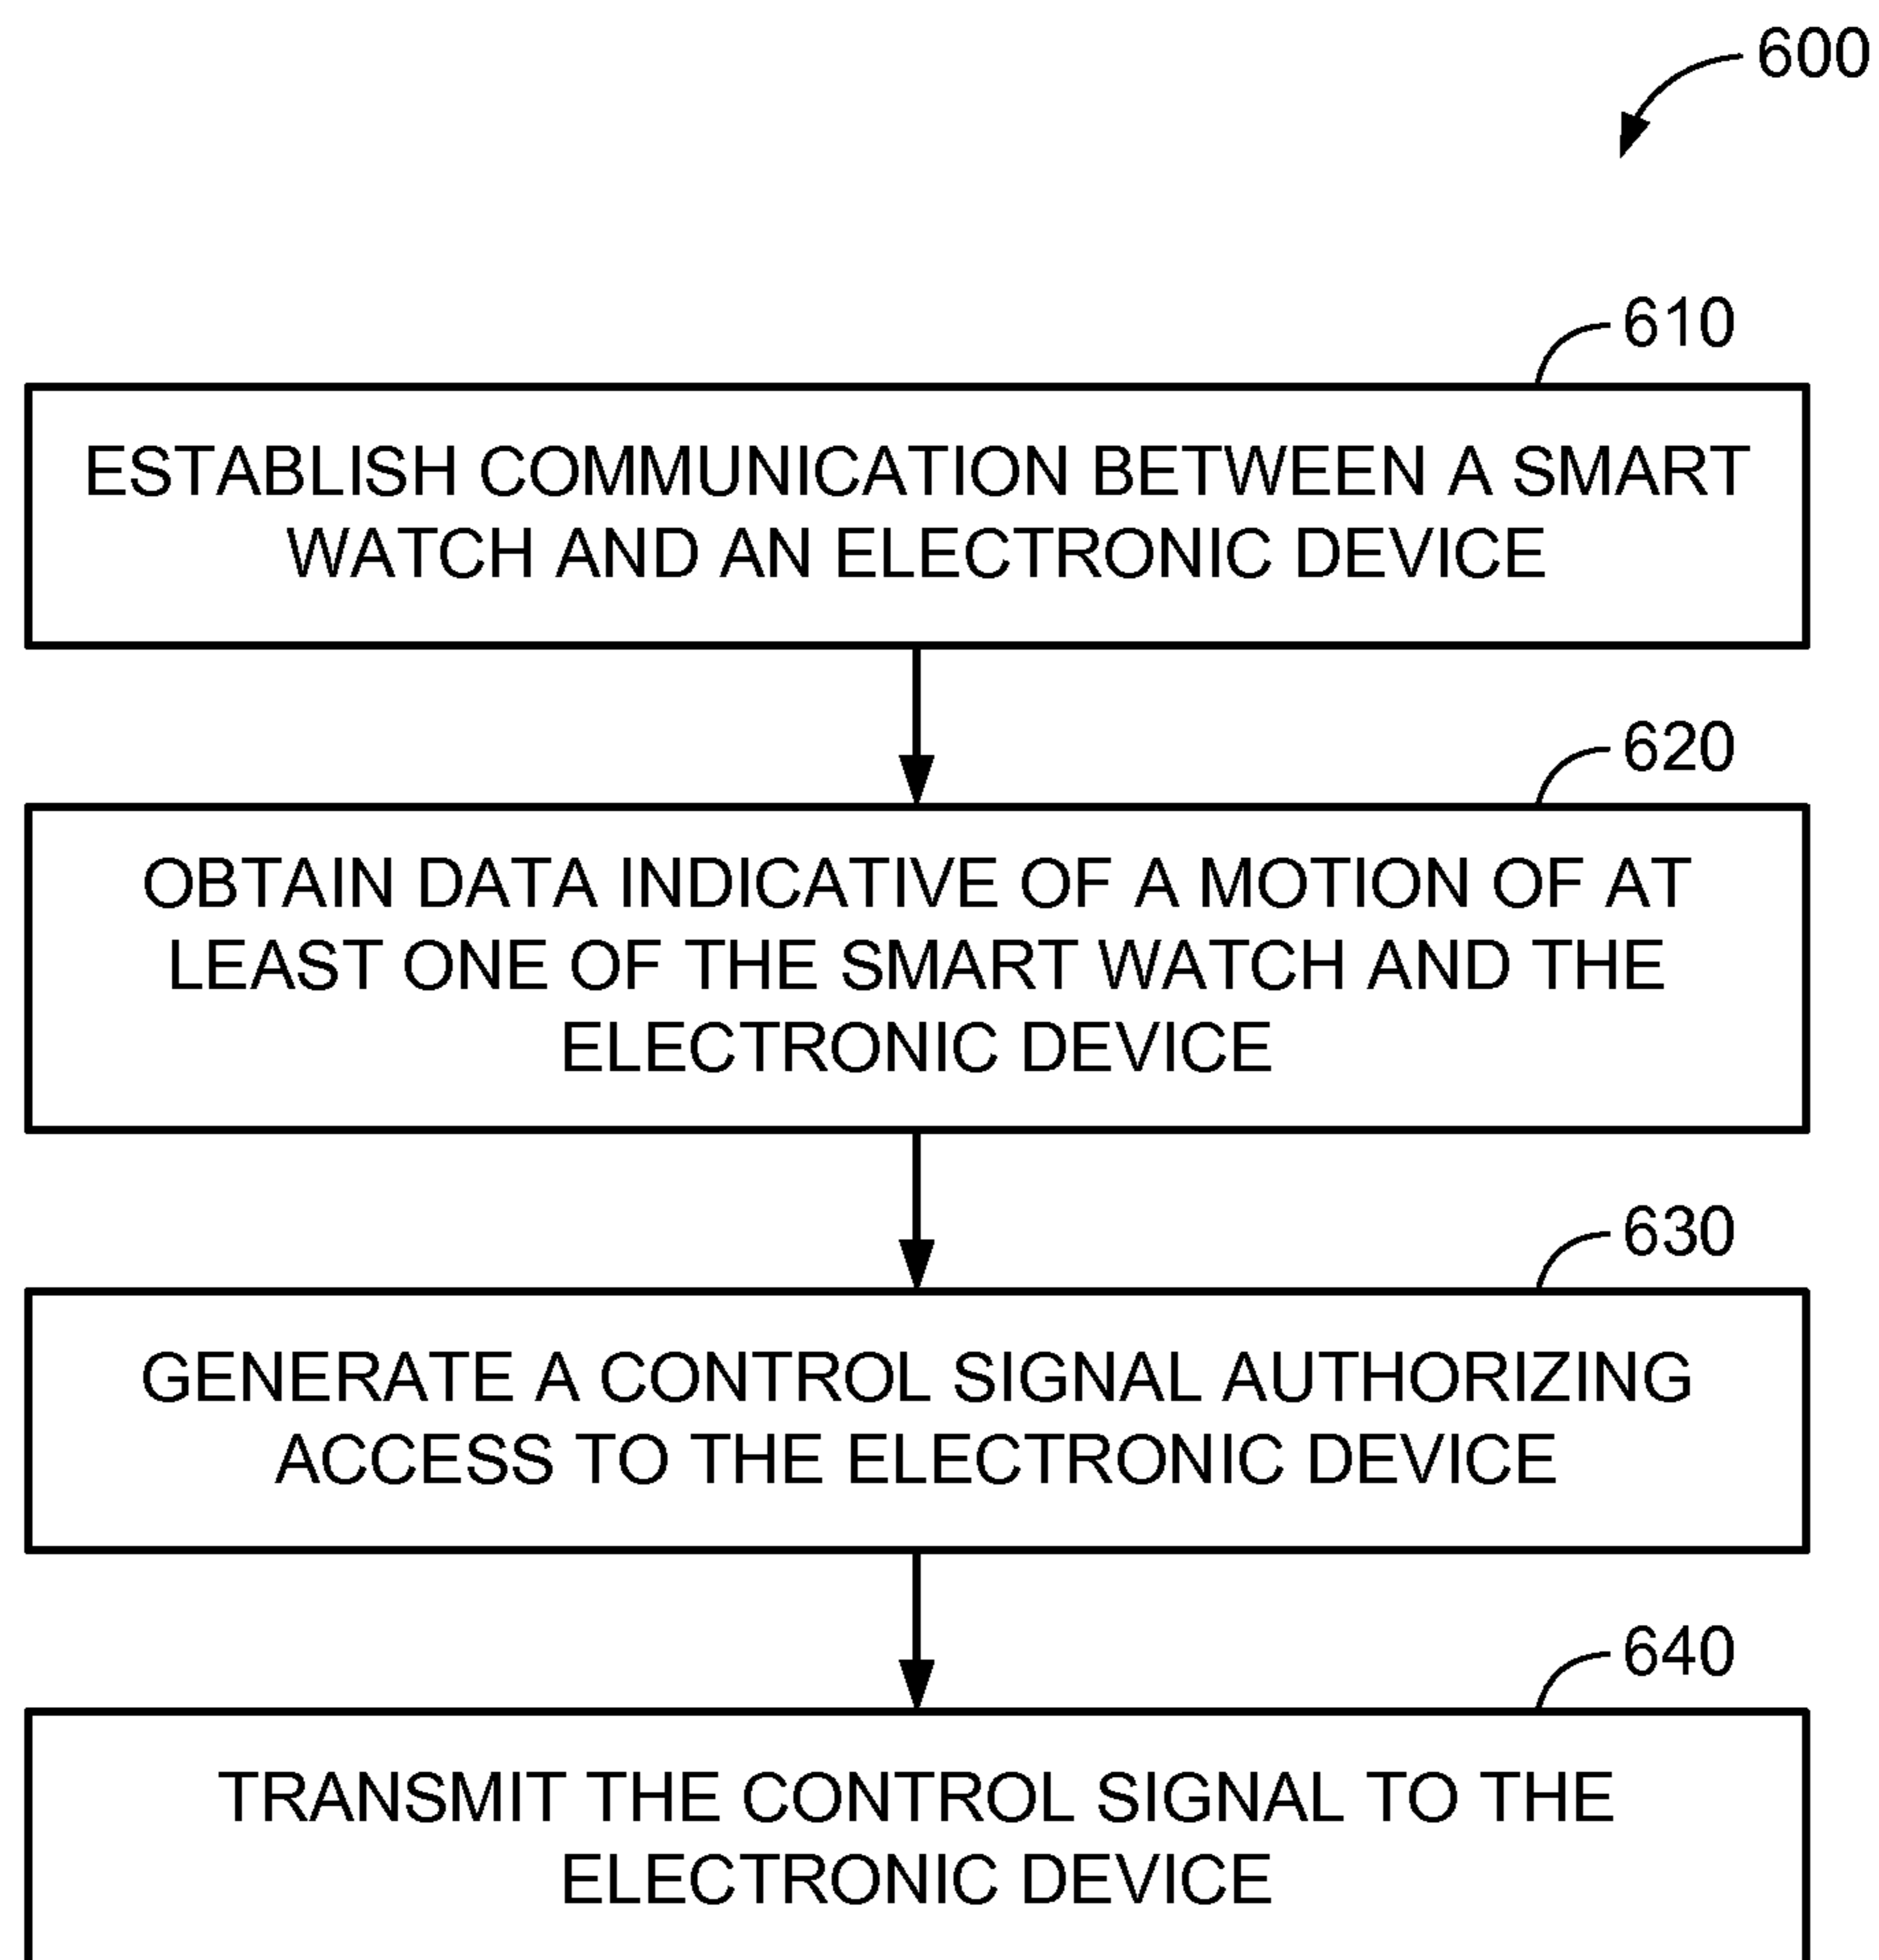 600
610
ESTABLISH COMMUNICATION BETWEEN A SMART
WATCH AND AN ELECTRONIC DEVICE
620
OBTAIN DATA INDICATIVE OF A MOTION OF AT
LEAST ONE OF THE SMART WATCH AND THE
ELECTRONIC DEVICE
630
GENERATE A CONTROL SIGNAL AUTHORIZING
ACCESS TO THE ELECTRONIC DEVICE
640
TRANSMIT THE CONTROL SIGNAL TO THE
ELECTRONIC DEVICE